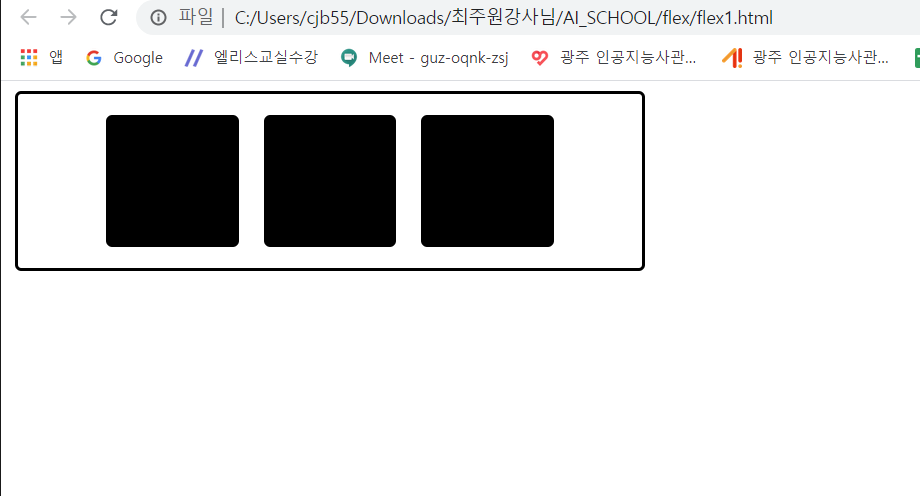 파일 | C:/Users/cjb55/Downloads/최주원강사님/AI_SCHOOL/flex/flex1.html
앱 Google 엘리스교실수강 Meet - guz-oqnk-zsj 광주 인공지능사관... 광주 인공지능사관...